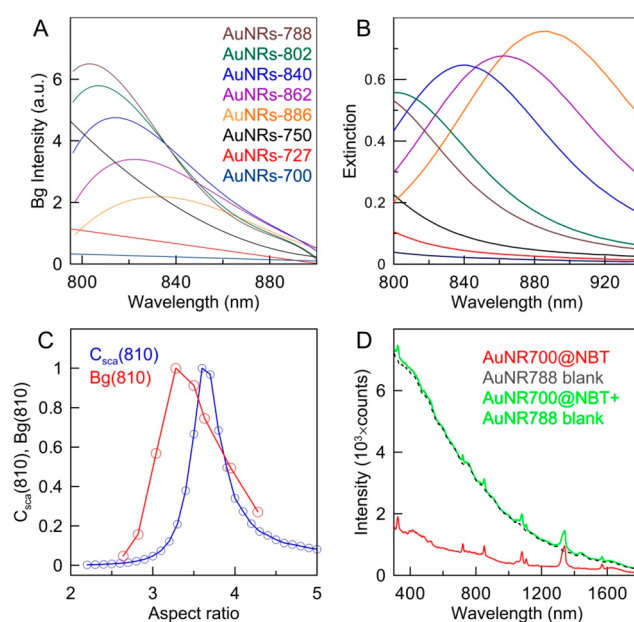 A
AuNRs-788
AuNRs-802
AuNRs-840
AuNRs-862
AuNRs-886
AuNRs-750
AuNRs-727
AuNRs-700
Bg Intensity (a.u.)
6
4
2
0
800 840 880
Wavelength (nm)
B
Extinction
0.6
0.4
0.2
0
800 840 880 920
Wavelength (nm)
C
Csca(810)
Bg(810)
Csca(810), Bg(810)
1
0.8
0.6
0.4
0.2
0
2 3 4 5
Aspect ratio
D
AuNR700@NBT
AuNR788 blank
AuNR700@NBT+
AuNR788 blank
Intensity (10³×counts)
6
4
2
0
400 800 1200 1600
Wavelength (nm)